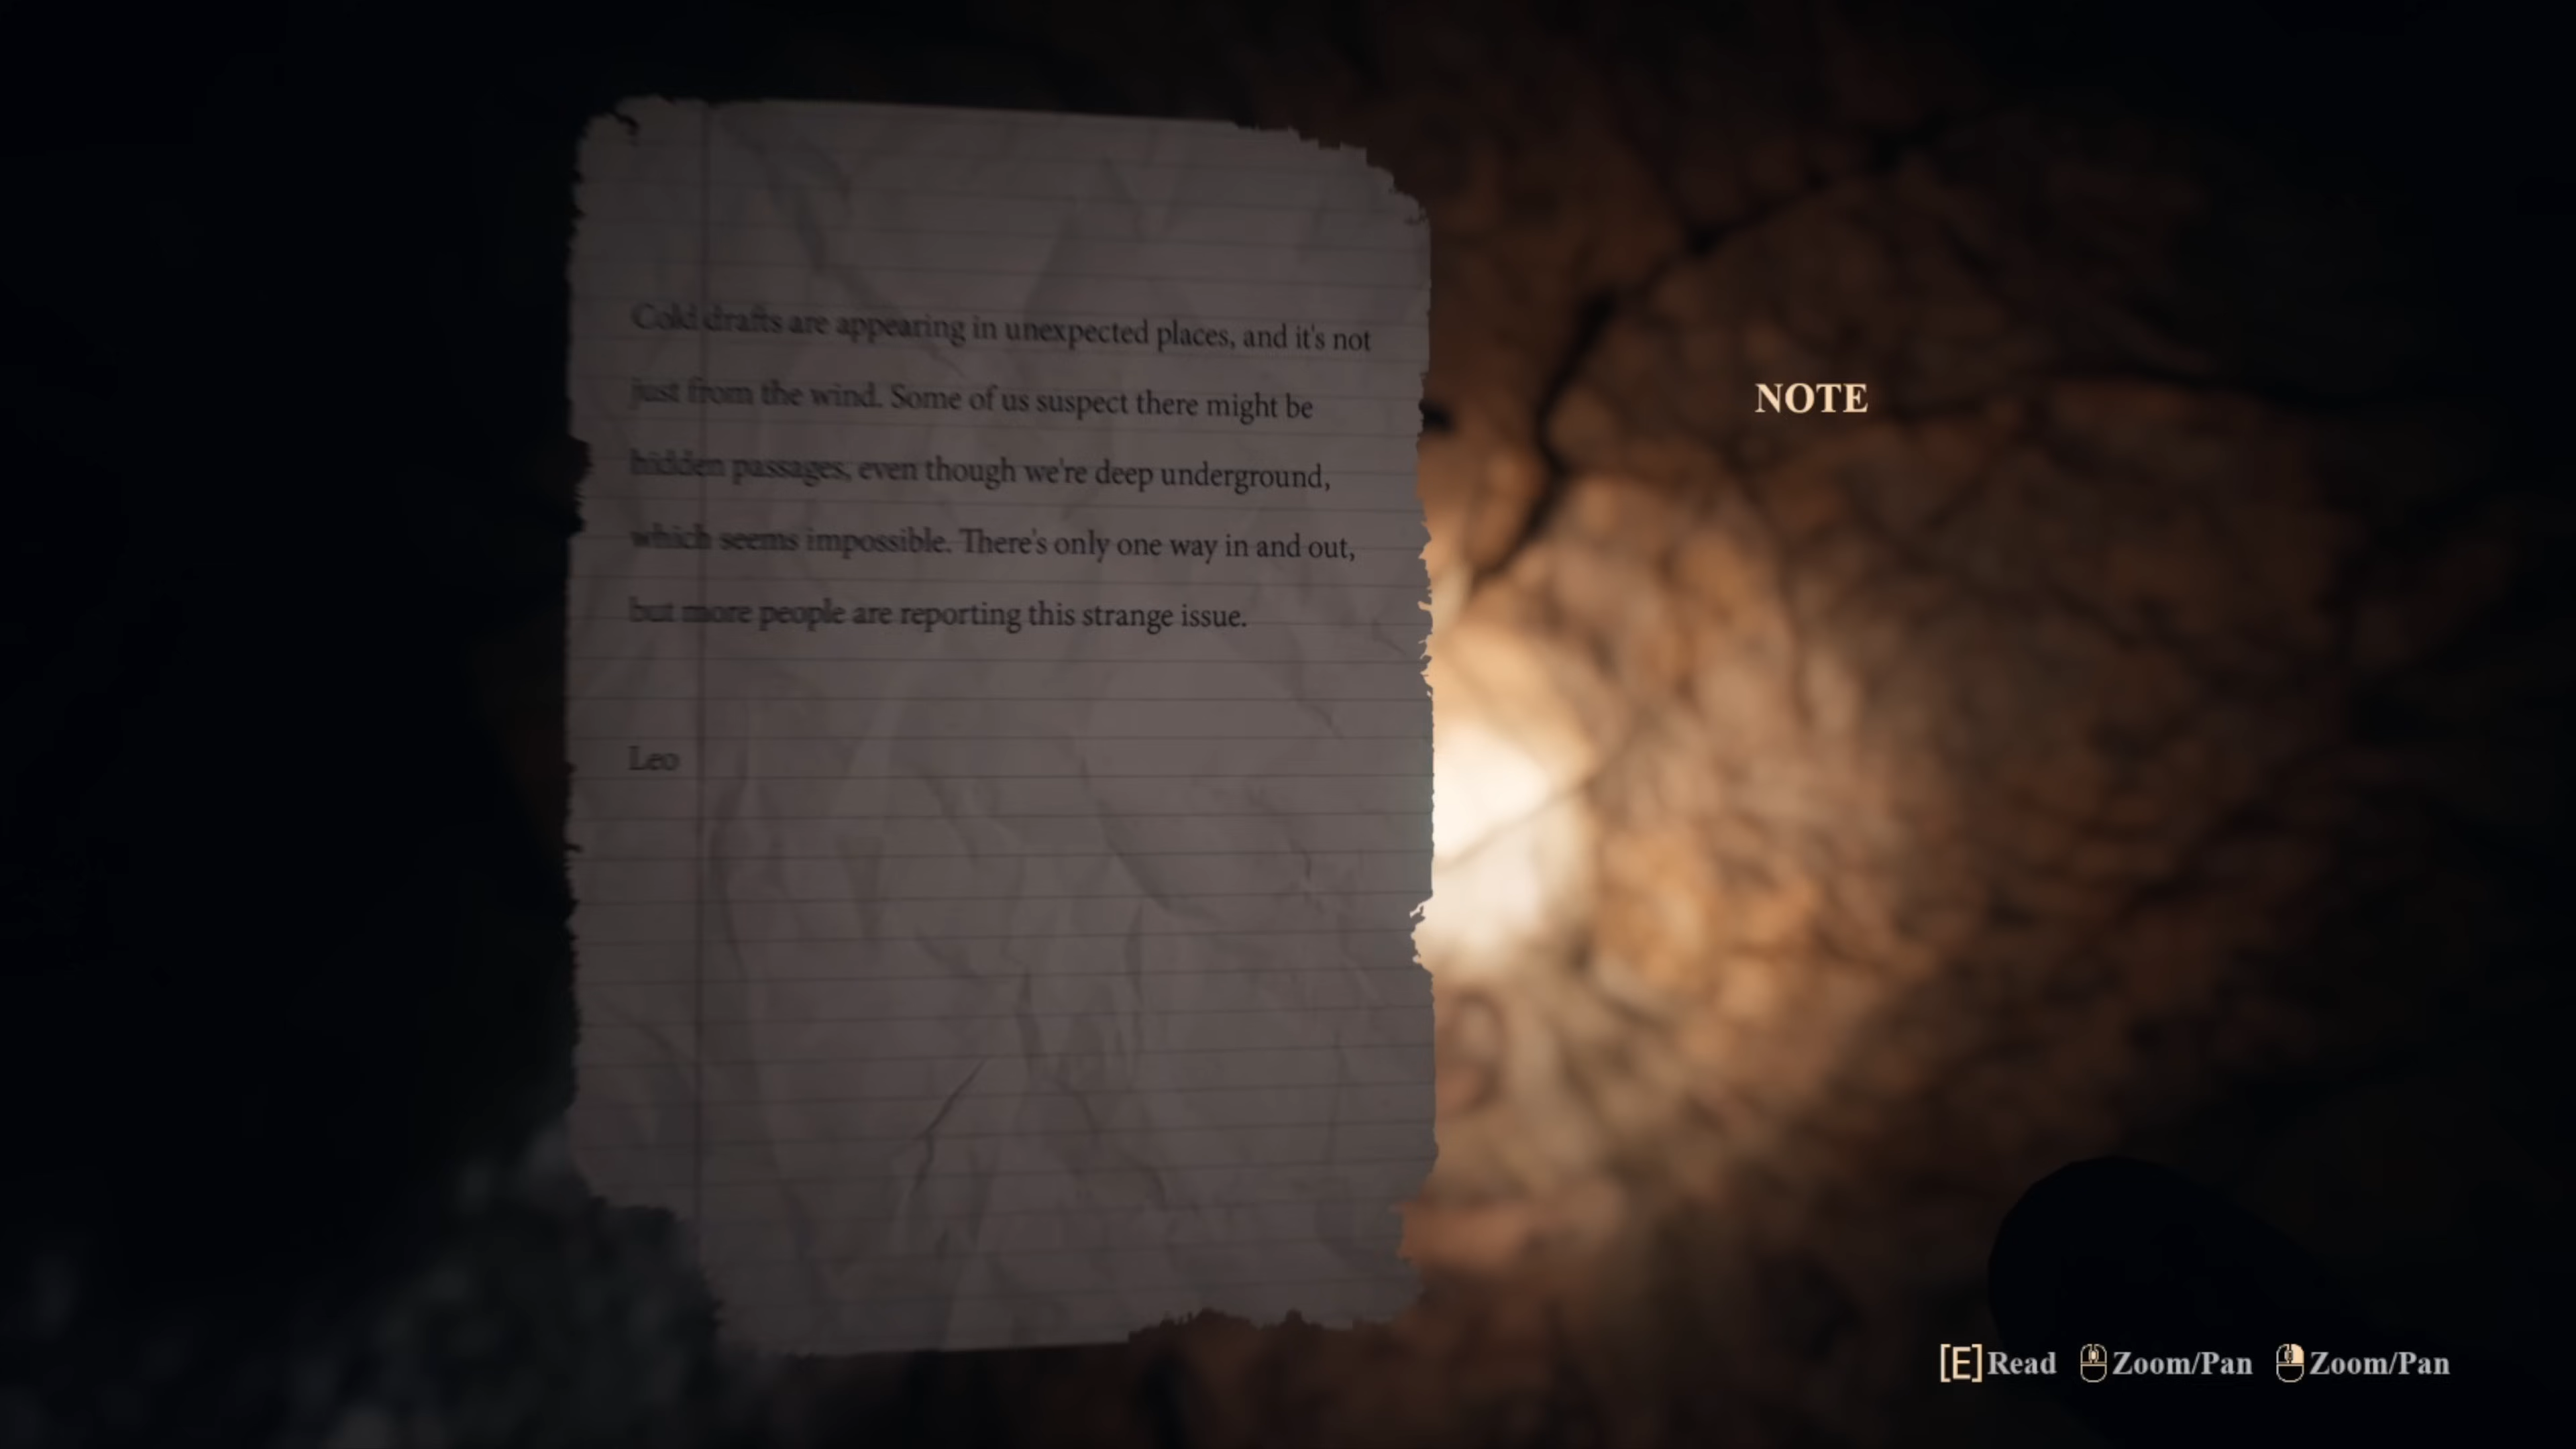 Cold drafts are appearing in unexpected places, and it's not
just from the wind. Some of us suspect there might be
hidden passages, even though we're deep underground,
which seems impossible. There's only one way in and out,
but more people are reporting this strange issue.
Leo
NOTE
[E]Read Zoom/Pan Zoom/Pan